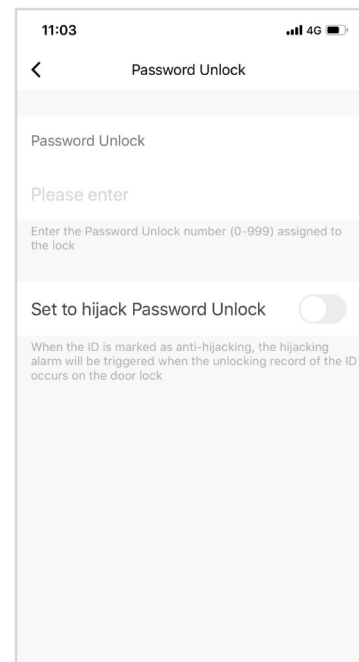 11:03
4G
Password Unlock
Password Unlock
Please enter
Enter the Password Unlock number (0-999) assigned to
the lock
Set to hijack Password Unlock
When the ID is marked as anti-hijacking, the hijacking
alarm will be triggered when the unlocking record of the ID
occurs on the door lock